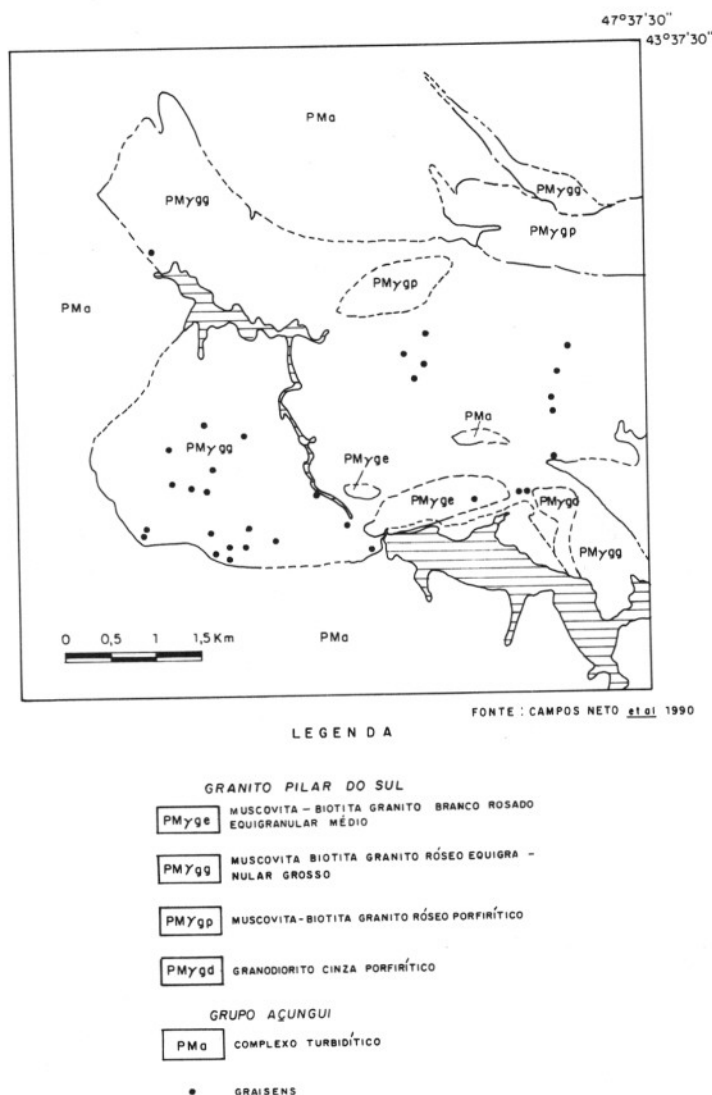 47°37'30"
43°37'30"
PMa
PMγgg
PMγgg
PMγgp
PMγgp
PMa
PMa
PMγgg
PMγge
PMγge
PMγgd
PMγgg
0 0,5 1 1,5 Km
PMa
FONTE : CAMPOS NETO et al 1990
LEGENDA
GRANITO PILAR DO SUL
PMγge MUSCOVITA – BIOTITA GRANITO BRANCO ROSADO
EQUIGRANULAR MÉDIO
PMγgg MUSCOVITA BIOTITA GRANITO RÓSEO EQUIGRA –
NULAR GROSSO
PMγgp MUSCOVITA-BIOTITA GRANITO RÓSEO PORFIRÍTICO
PMγgd GRANODIORITO CINZA PORFIRÍTICO
GRUPO AÇUNGUI
PMa COMPLEXO TURBIDÍTICO
GRAISENS